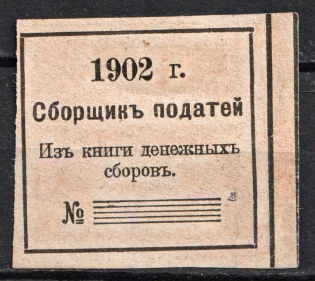 1902 г.
Сборщикъ податей
Изъ книги денежныхъ
сборовъ.
№